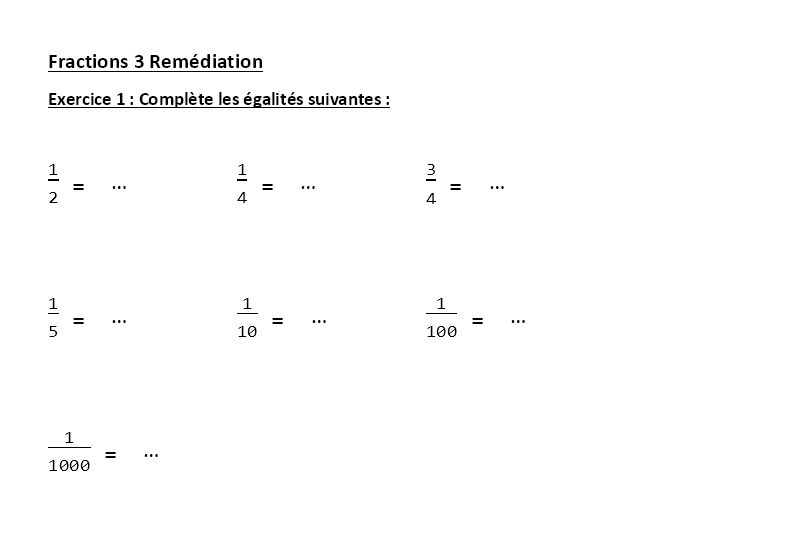 Fractions 3 Remédiation
Exercice 1 : Complète les égalités suivantes :
1/2 = ... 1/4 = ... 3/4 = ...
1/5 = ... 1/10 = ... 1/100 = ...
1/1000 = ...